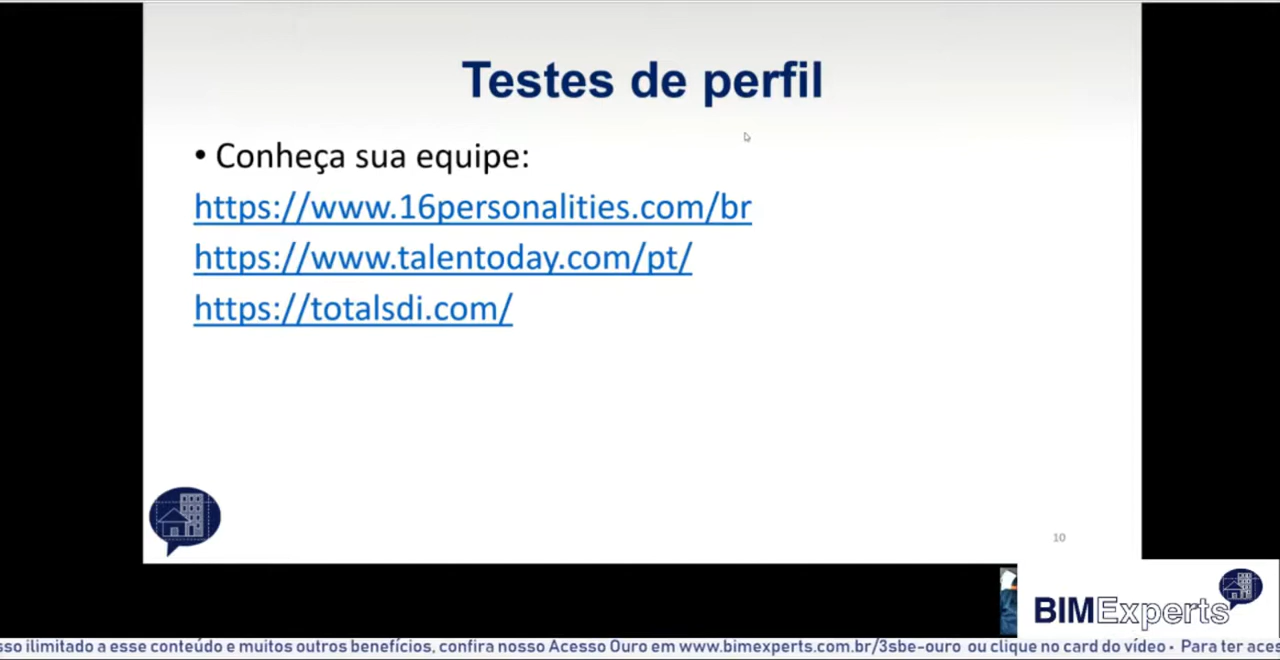 Testes de perfil
• Conheça sua equipe:
https://www.16personalities.com/br
https://www.talentoday.com/pt/
https://totalsdi.com/
10
BIMExperts
sso ilimitado a esse conteúdo e muitos outros benefícios, confira nosso Acesso Ouro em www.bimexperts.com.br/3sbe-ouro ou clique no card do vídeo • Para ter aces